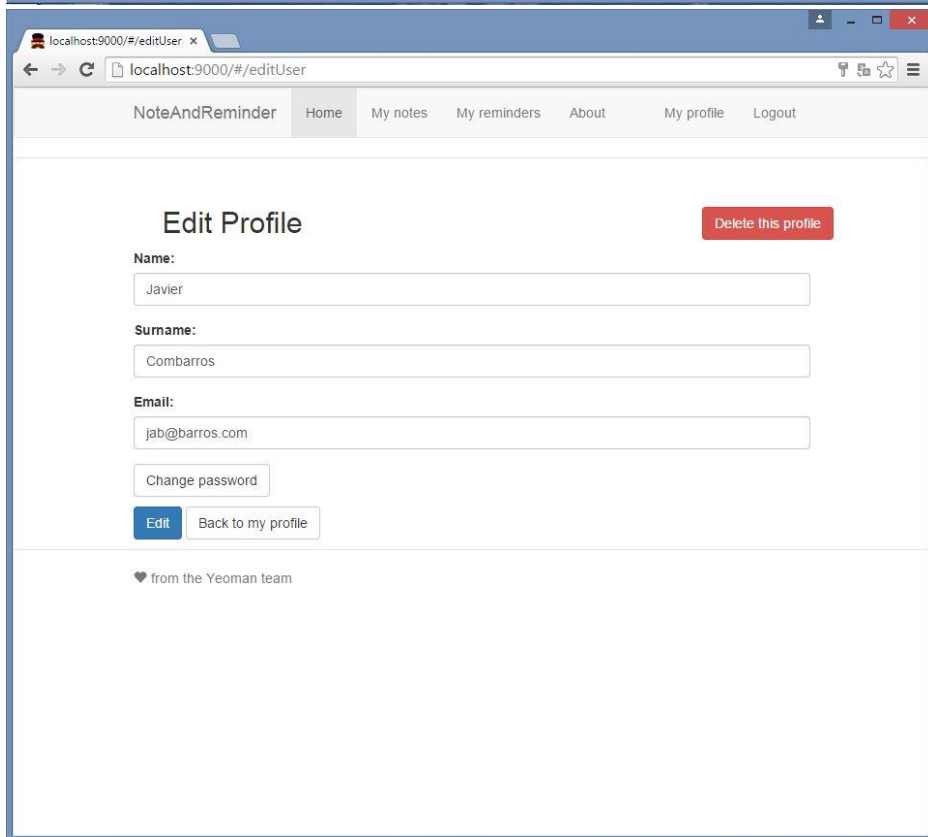 localhost:9000/#/editUser
localhost:9000/#/editUser
NoteAndReminder Home My notes My reminders About My profile Logout
Edit Profile Delete this profile
Name:
Javier
Surname:
Combarros
Email:
jab@barros.com
Change password
Edit Back to my profile
from the Yeoman team